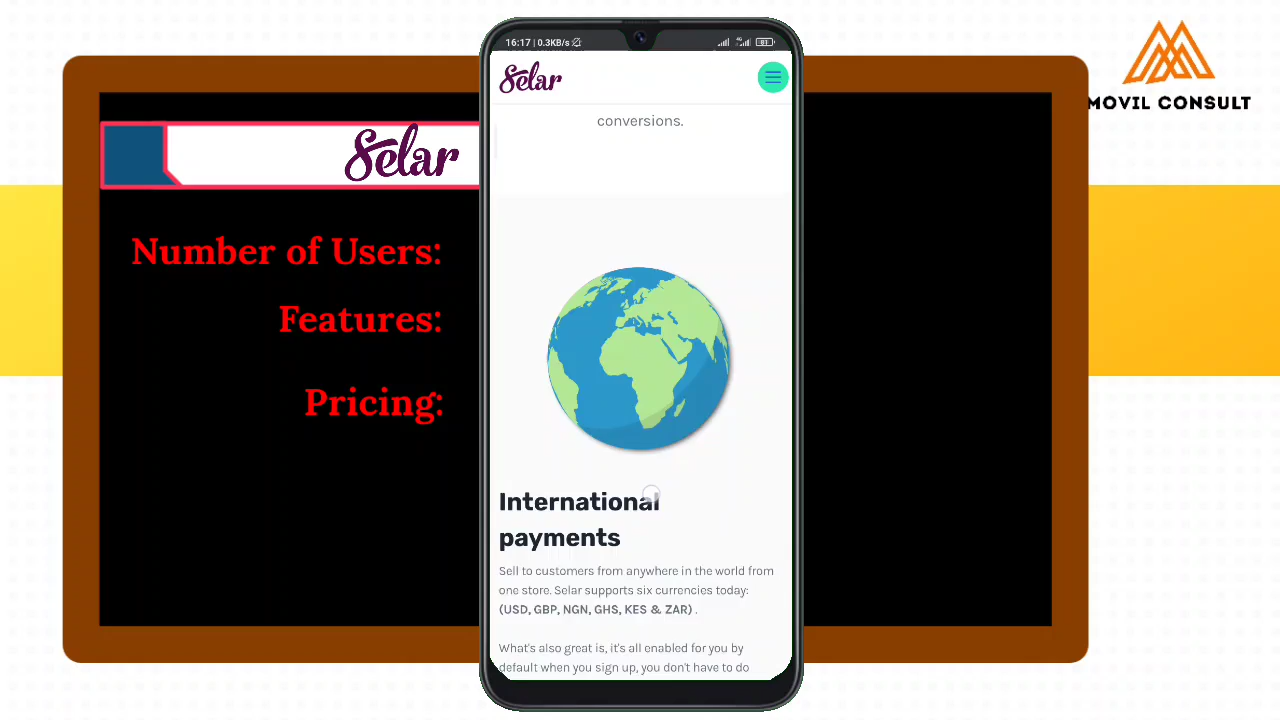 MOVIL CONSULT
Selar
Number of Users:
Features:
Pricing:
16:17 | 0.3KB/s
4G
83
Selar
conversions.
International
payments
Sell to customers from anywhere in the world from
one store. Selar supports six currencies today:
(USD, GBP, NGN, GHS, KES & ZAR) .
What's also great is, it's all enabled for you by
default when you sign up, you don't have to do